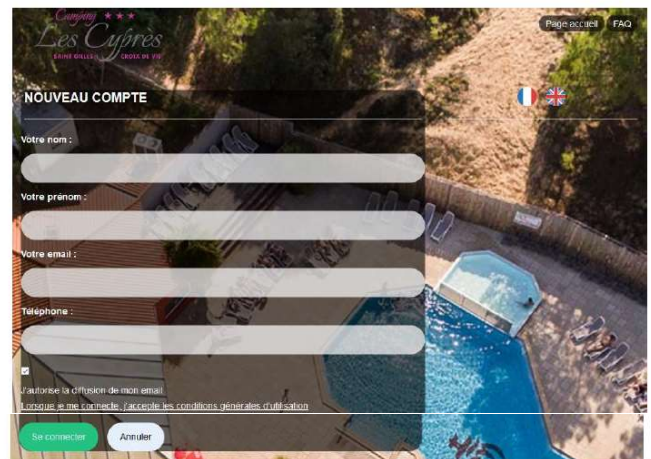 Camping ★★★
Les Cyprès
SAINT GILLES CROIX DE VIE
Page accueil FAQ
NOUVEAU COMPTE
Votre nom :
Votre prénom :
Votre email :
Téléphone :
J'autorise la diffusion de mon email
Lorsque je me connecte, j'accepte les conditions générales d'utilisation
Se connecter Annuler